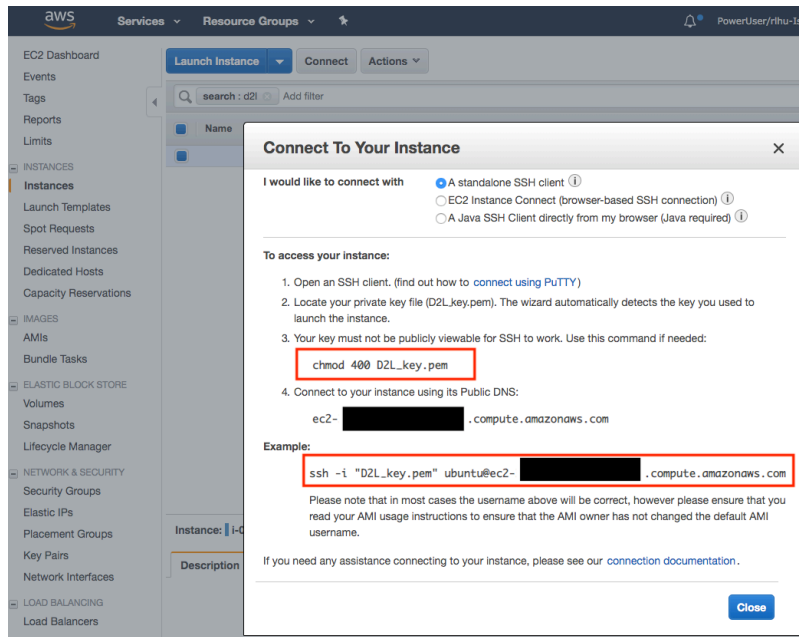 aws Services Resource Groups PowerUser/rlhu-Is
EC2 Dashboard
Events
Tags
Reports
Limits
INSTANCES
Instances
Launch Templates
Spot Requests
Reserved Instances
Dedicated Hosts
Capacity Reservations
IMAGES
AMIs
Bundle Tasks
ELASTIC BLOCK STORE
Volumes
Snapshots
Lifecycle Manager
NETWORK & SECURITY
Security Groups
Elastic IPs
Placement Groups
Key Pairs
Network Interfaces
LOAD BALANCING
Load Balancers
Launch Instance Connect Actions
search : d2l Add filter
Name
Connect To Your Instance
I would like to connect with
A standalone SSH client
EC2 Instance Connect (browser-based SSH connection)
A Java SSH Client directly from my browser (Java required)
To access your instance:
1. Open an SSH client. (find out how to connect using PuTTY)
2. Locate your private key file (D2L_key.pem). The wizard automatically detects the key you used to
launch the instance.
3. Your key must not be publicly viewable for SSH to work. Use this command if needed:
chmod 400 D2L_key.pem
4. Connect to your instance using its Public DNS:
ec2- .compute.amazonaws.com
Example:
ssh -i "D2L_key.pem" ubuntu@ec2- .compute.amazonaws.com
Please note that in most cases the username above will be correct, however please ensure that you
read your AMI usage instructions to ensure that the AMI owner has not changed the default AMI
username.
If you need any assistance connecting to your instance, please see our connection documentation.
Close
Instance: i-0
Description